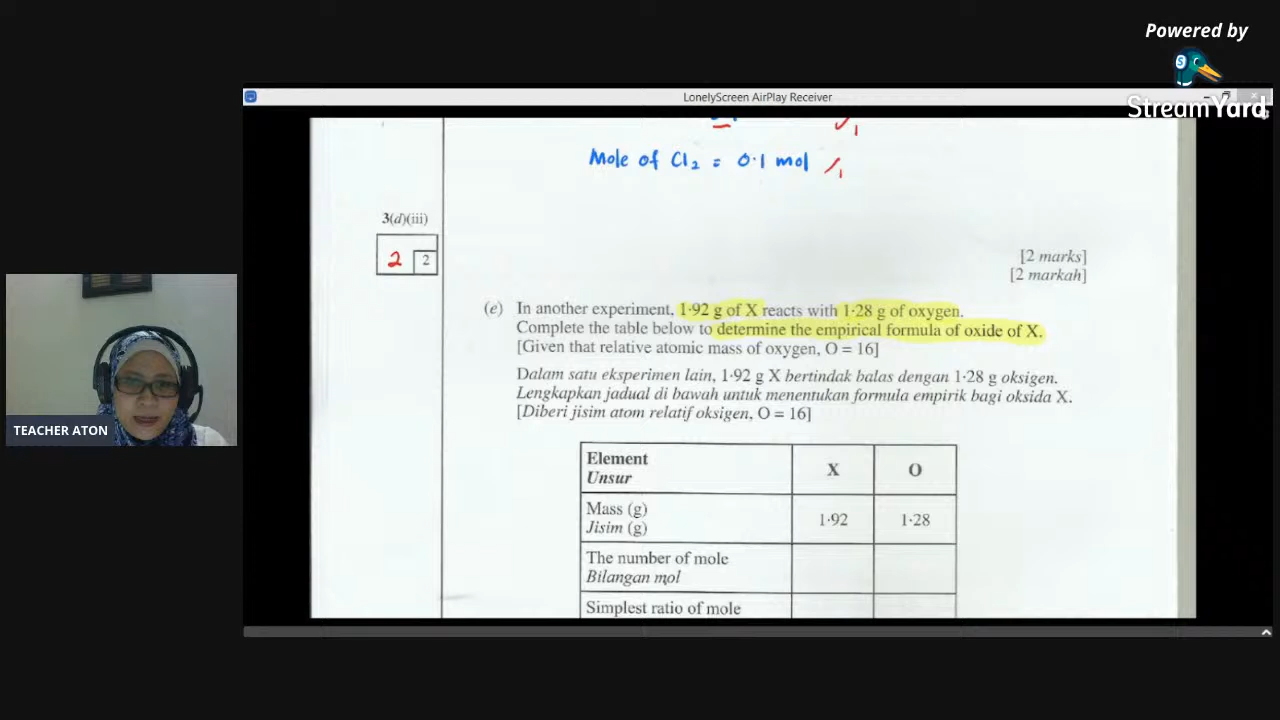 Powered by
StreamYard
LonelyScreen AirPlay Receiver
Mole of Cl2 = 0.1 mol /1
3(d)(iii)
2 2
[2 marks]
[2 markah]
(e) In another experiment, 1·92 g of X reacts with 1·28 g of oxygen.
Complete the table below to determine the empirical formula of oxide of X.
[Given that relative atomic mass of oxygen, O = 16]
Dalam satu eksperimen lain, 1·92 g X bertindak balas dengan 1·28 g oksigen.
Lengkapkan jadual di bawah untuk menentukan formula empirik bagi oksida X.
[Diberi jisim atom relatif oksigen, O = 16]
Element
Unsur
X
O
Mass (g)
Jisim (g)
1·92
1·28
The number of mole
Bilangan mol
Simplest ratio of mole
TEACHER ATON